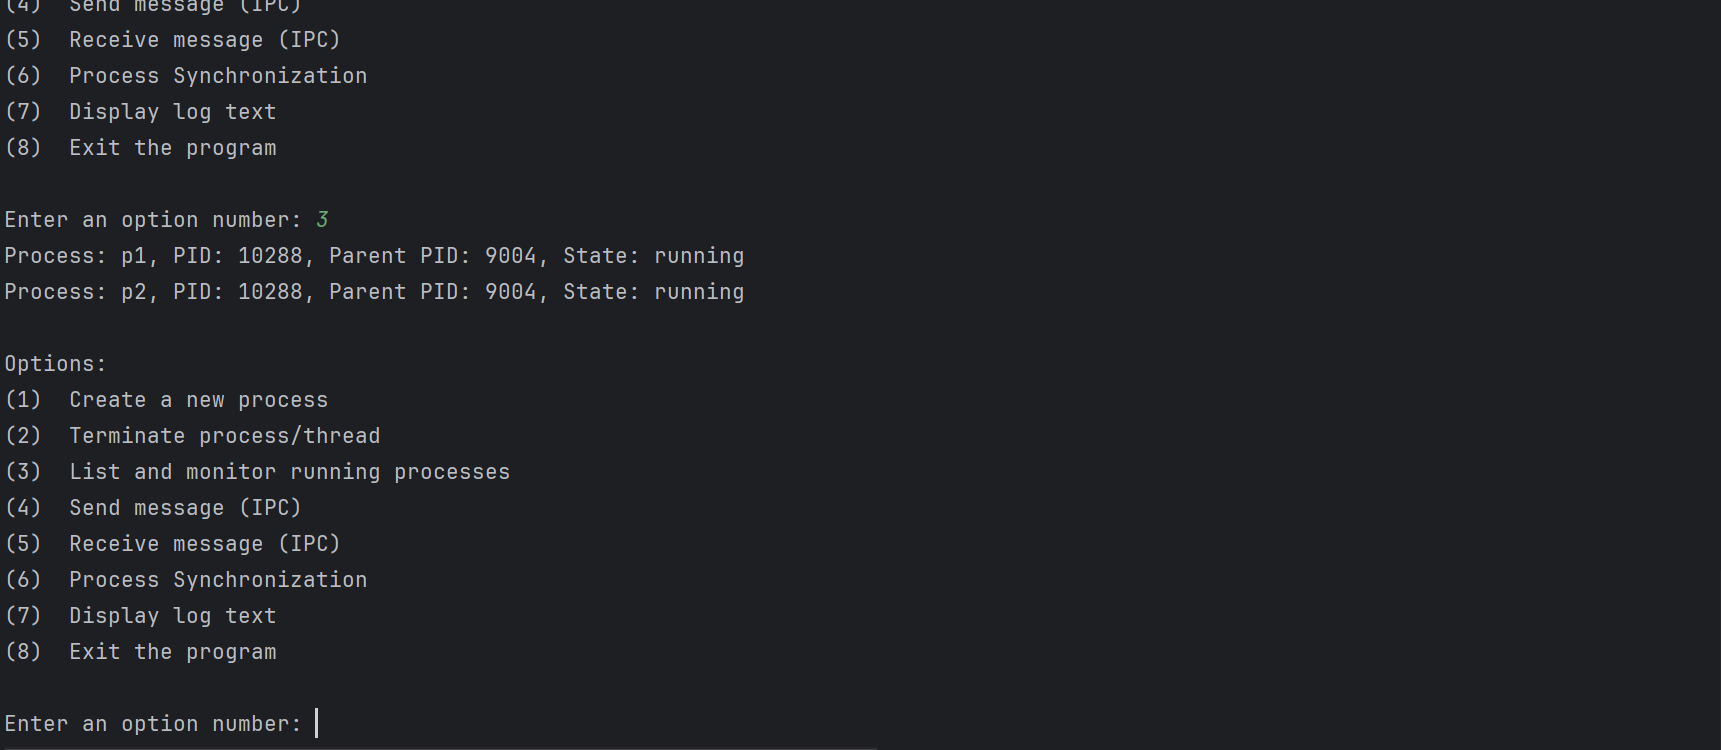 (4)  Send message (IPC)
(5)  Receive message (IPC)
(6)  Process Synchronization
(7)  Display log text
(8)  Exit the program
Enter an option number: 3
Process: p1, PID: 10288, Parent PID: 9004, State: running
Process: p2, PID: 10288, Parent PID: 9004, State: running
Options:
(1)  Create a new process
(2)  Terminate process/thread
(3)  List and monitor running processes
(4)  Send message (IPC)
(5)  Receive message (IPC)
(6)  Process Synchronization
(7)  Display log text
(8)  Exit the program
Enter an option number: